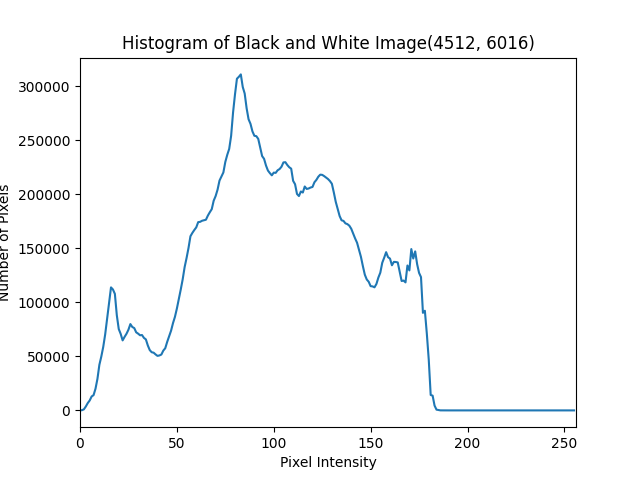 Histogram of Black and White Image(4512, 6016)
300000
250000
200000
150000
100000
50000
0
Number of Pixels
0 50 100 150 200 250
Pixel Intensity